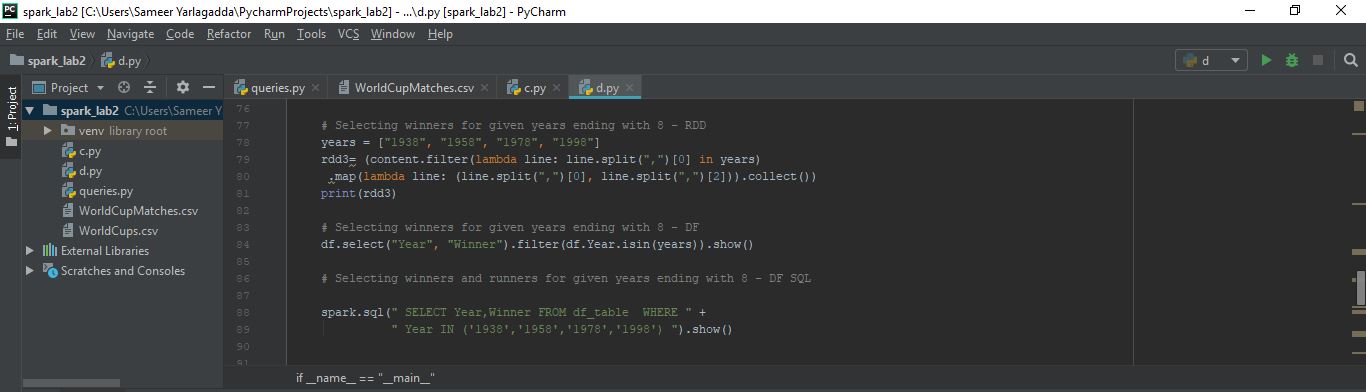 spark_lab2 [C:\Users\Sameer Yarlagadda\PycharmProjects\spark_lab2] - ...\d.py [spark_lab2] - PyCharm
File Edit View Navigate Code Refactor Run Tools VCS Window Help
spark_lab2 d.py d
1: Project
Project
queries.py WorldCupMatches.csv c.py d.py
spark_lab2 C:\Users\Sameer Y
venv library root
c.py
d.py
queries.py
WorldCupMatches.csv
WorldCups.csv
External Libraries
Scratches and Consoles
76
77 # Selecting winners for given years ending with 8 - RDD
78 years = ["1938", "1958", "1978", "1998"]
79 rdd3= (content.filter(lambda line: line.split(",")[0] in years)
80 .map(lambda line: (line.split(",")[0], line.split(",")[2])).collect())
81 print(rdd3)
82
83 # Selecting winners for given years ending with 8 - DF
84 df.select("Year", "Winner").filter(df.Year.isin(years)).show()
85
86 # Selecting winners and runners for given years ending with 8 - DF SQL
87
88 spark.sql(" SELECT Year,Winner FROM df_table  WHERE " +
89 " Year IN ('1938','1958','1978','1998') ").show()
90
91
if __name__ == "__main__"